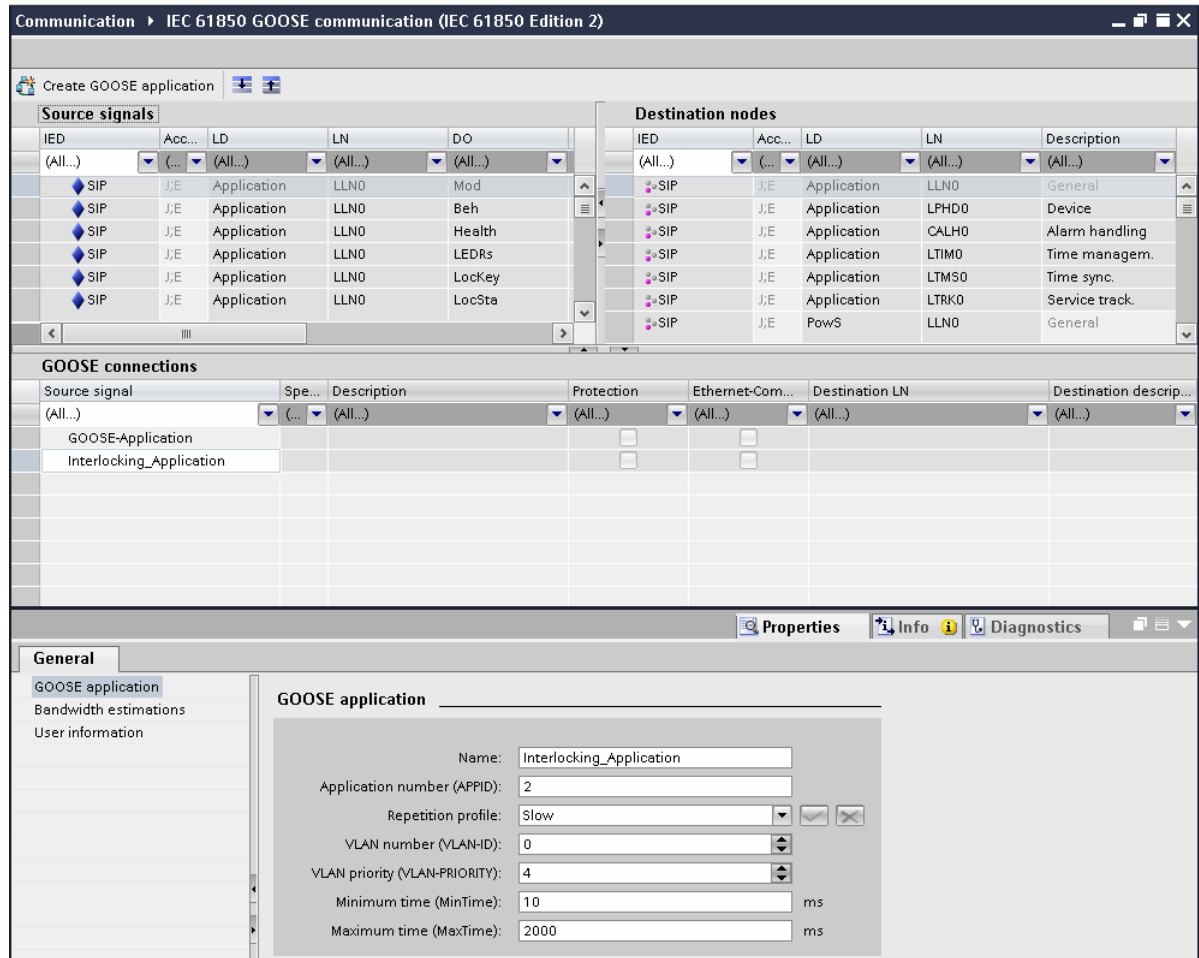 Communication ▸ IEC 61850 GOOSE communication (IEC 61850 Edition 2)
Create GOOSE application
Source signals
IED Acc... LD LN DO
(All...) (... (All...) (All...) (All...)
SIP J;E Application LLN0 Mod
SIP J;E Application LLN0 Beh
SIP J;E Application LLN0 Health
SIP J;E Application LLN0 LEDRs
SIP J;E Application LLN0 LocKey
SIP J;E Application LLN0 LocSta
Destination nodes
IED Acc... LD LN Description
(All...) (... (All...) (All...) (All...)
SIP J;E Application LLN0 General
SIP J;E Application LPHD0 Device
SIP J;E Application CALH0 Alarm handling
SIP J;E Application LTIM0 Time managem.
SIP J;E Application LTMS0 Time sync.
SIP J;E Application LTRK0 Service track.
SIP J;E PowS LLN0 General
GOOSE connections
Source signal Spe... Description Protection Ethernet-Com... Destination LN Destination descrip...
(All...) (... (All...) (All...) (All...) (All...) (All...)
GOOSE-Application
Interlocking_Application
Properties Info Diagnostics
General
GOOSE application
Bandwidth estimations
User information
GOOSE application
Name: Interlocking_Application
Application number (APPID): 2
Repetition profile: Slow
VLAN number (VLAN-ID): 0
VLAN priority (VLAN-PRIORITY): 4
Minimum time (MinTime): 10 ms
Maximum time (MaxTime): 2000 ms